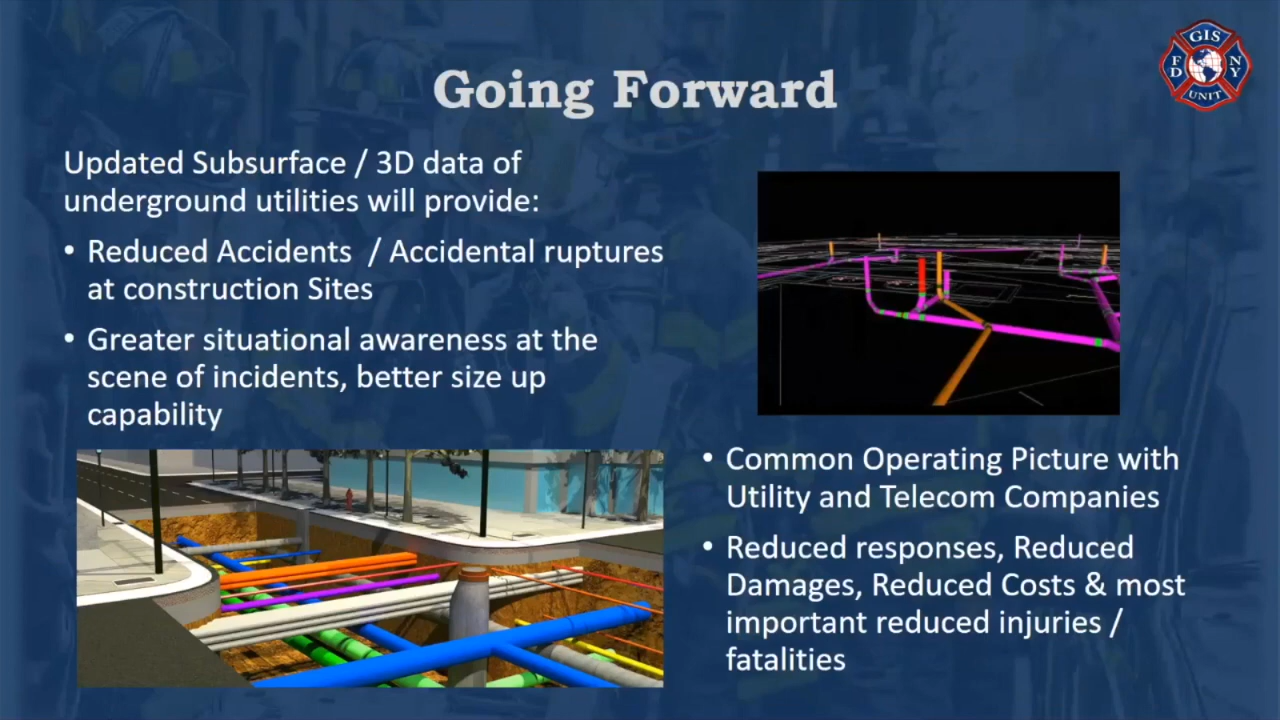 Going Forward
GIS
FD NY
UNIT
Updated Subsurface / 3D data of
underground utilities will provide:
• Reduced Accidents / Accidental ruptures
at construction Sites
• Greater situational awareness at the
scene of incidents, better size up
capability
• Common Operating Picture with
Utility and Telecom Companies
• Reduced responses, Reduced
Damages, Reduced Costs & most
important reduced injuries /
fatalities